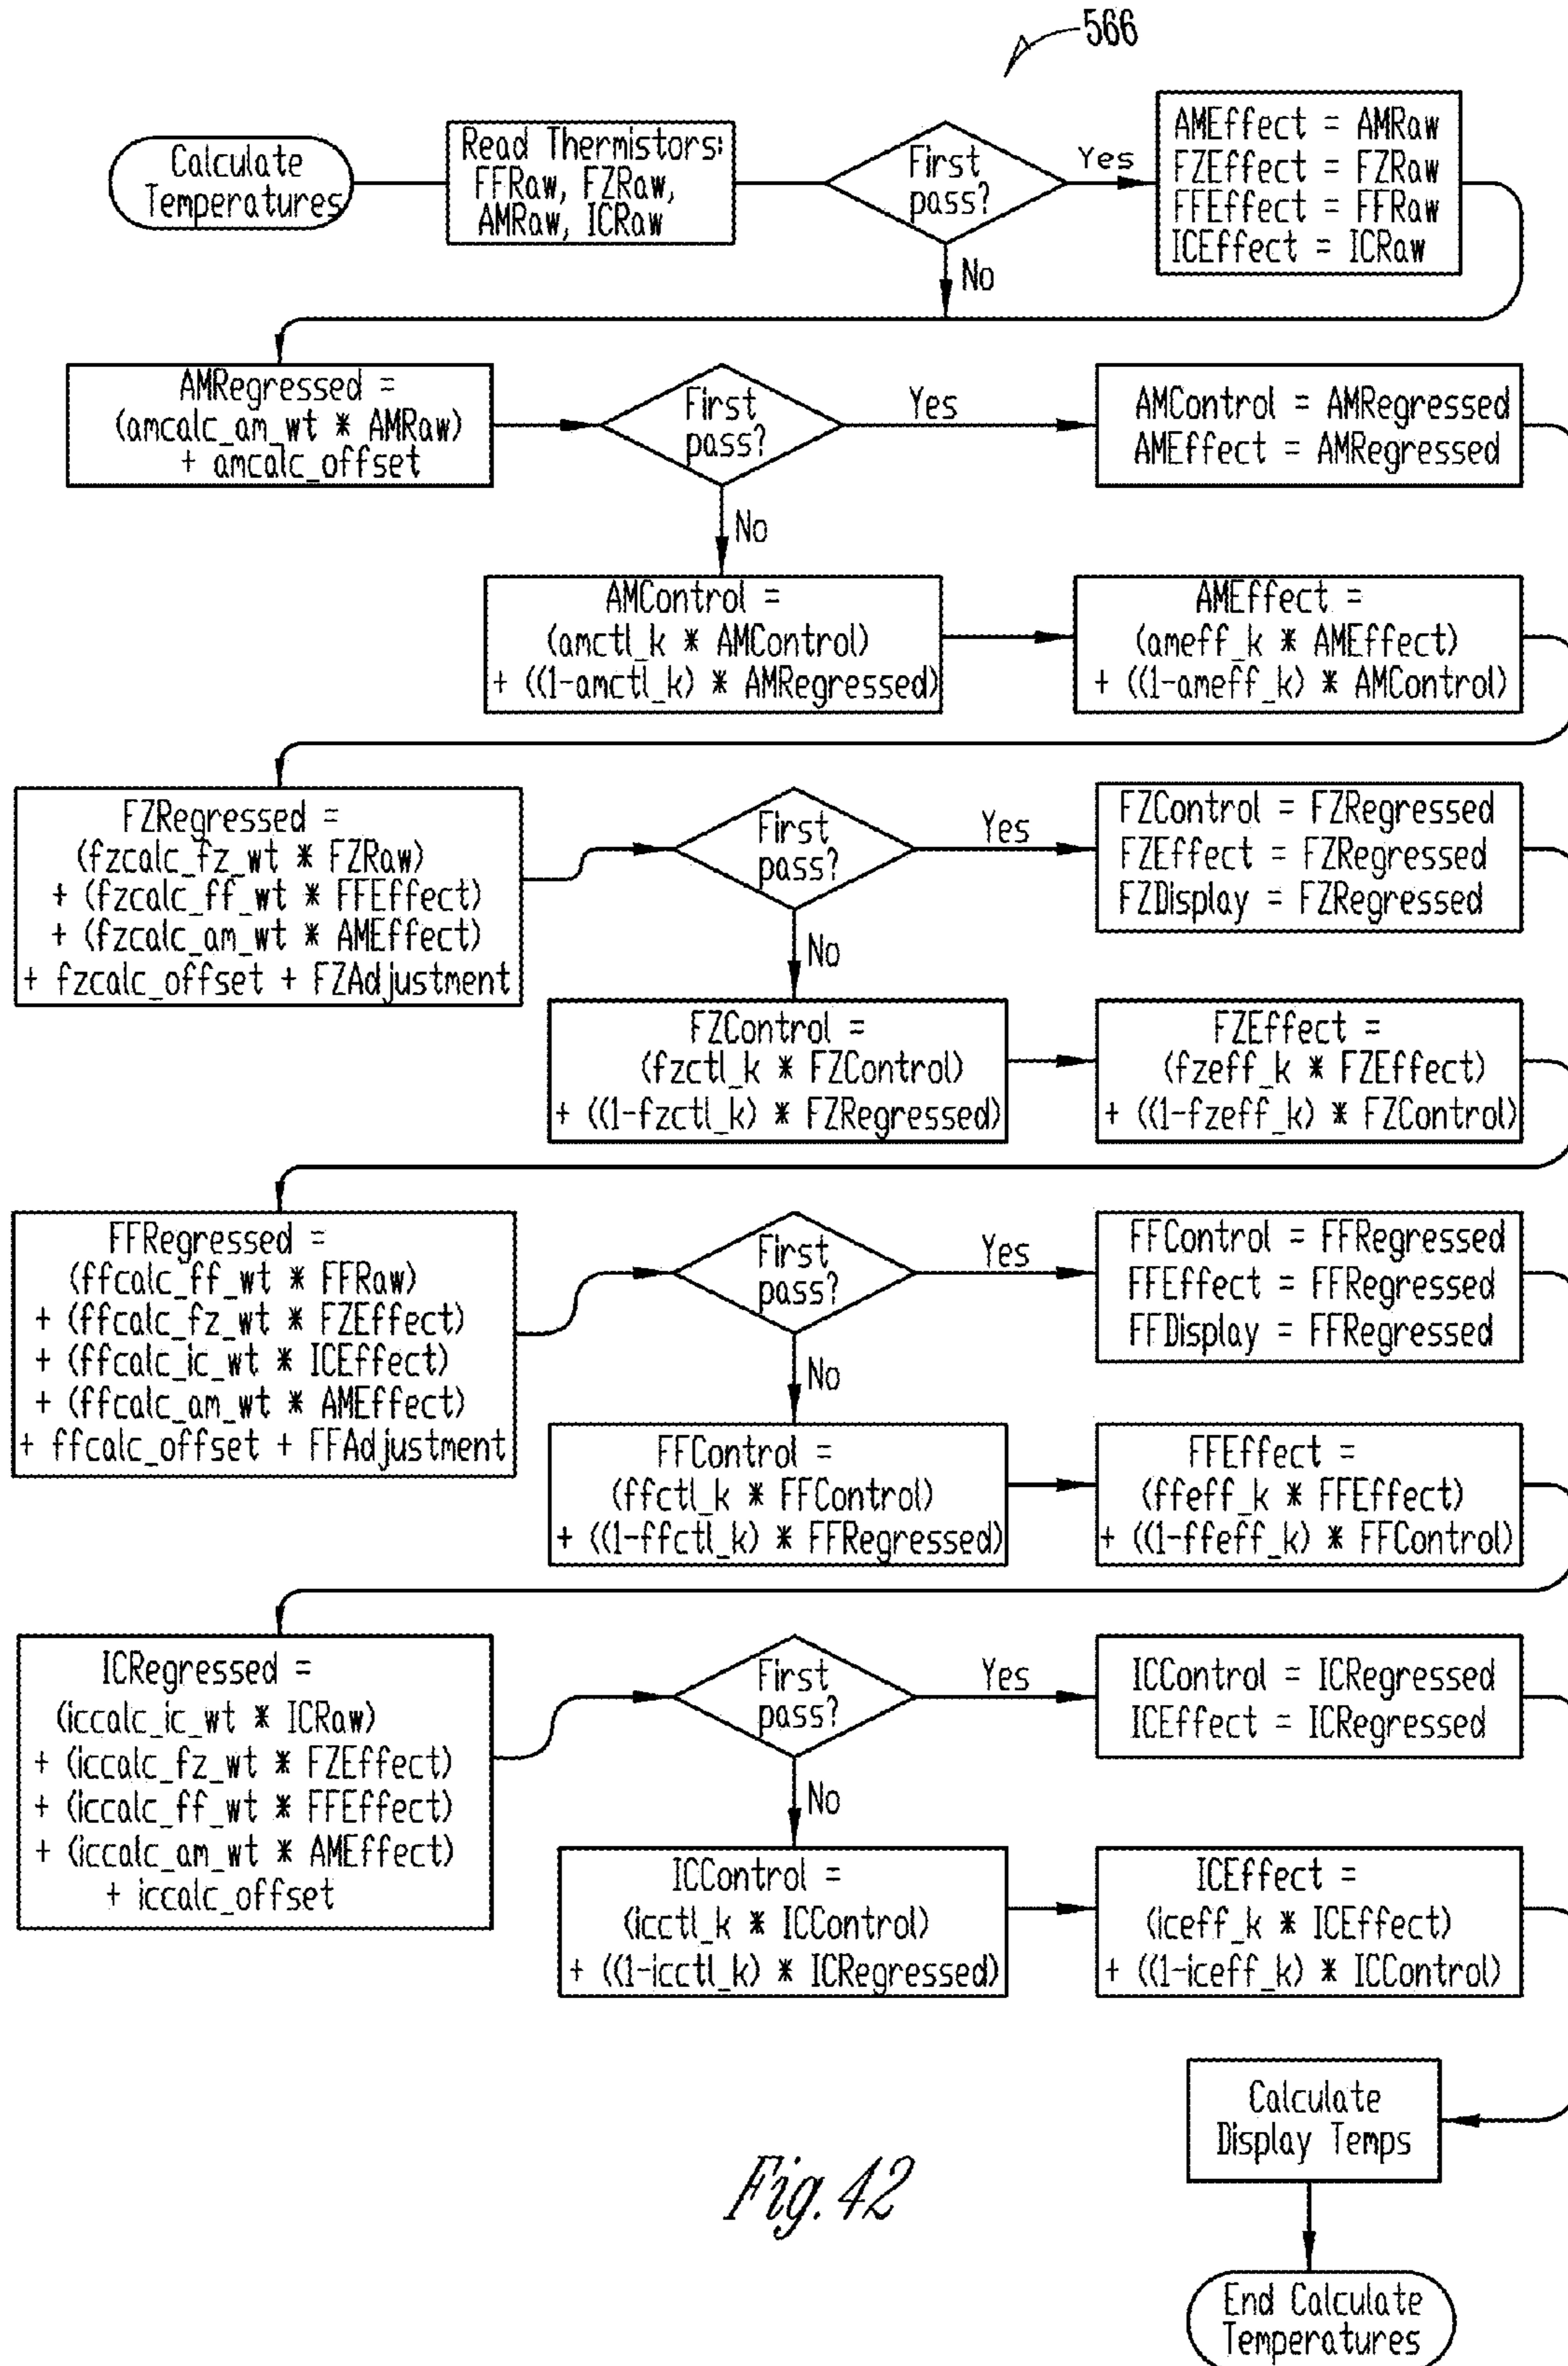 566
Calculate
Temperatures
Read Thermistors:
FFRaw, FZRaw,
AMRaw, ICRaw
First
pass?
Yes
No
AMEffect = AMRaw
FZEffect = FZRaw
FFEffect = FFRaw
ICEffect = ICRaw
AMRegressed =
(amcalc_am_wt * AMRaw)
+ amcalc_offset
First
pass?
Yes
No
AMControl = AMRegressed
AMEffect = AMRegressed
AMControl =
(amctl_k * AMControl)
+ ((1-amctl_k) * AMRegressed)
AMEffect =
(ameff_k * AMEffect)
+ ((1-ameff_k) * AMControl)
FZRegressed =
(fzcalc_fz_wt * FZRaw)
+ (fzcalc_ff_wt * FFEffect)
+ (fzcalc_am_wt * AMEffect)
+ fzcalc_offset + FZAdjustment
First
pass?
Yes
No
FZControl = FZRegressed
FZEffect = FZRegressed
FZDisplay = FZRegressed
FZControl =
(fzctl_k * FZControl)
+ ((1-fzctl_k) * FZRegressed)
FZEffect =
(fzeff_k * FZEffect)
+ ((1-fzeff_k) * FZControl)
FFRegressed =
(ffcalc_ff_wt * FFRaw)
+ (ffcalc_fz_wt * FZEffect)
+ (ffcalc_ic_wt * ICEffect)
+ (ffcalc_am_wt * AMEffect)
+ ffcalc_offset + FFAdjustment
First
pass?
Yes
No
FFControl = FFRegressed
FFEffect = FFRegressed
FFDisplay = FFRegressed
FFControl =
(ffctl_k * FFControl)
+ ((1-ffctl_k) * FFRegressed)
FFEffect =
(ffeff_k * FFEffect)
+ ((1-ffeff_k) * FFControl)
ICRegressed =
(iccalc_ic_wt * ICRaw)
+ (iccalc_fz_wt * FZEffect)
+ (iccalc_ff_wt * FFEffect)
+ (iccalc_am_wt * AMEffect)
+ iccalc_offset
First
pass?
Yes
No
ICControl = ICRegressed
ICEffect = ICRegressed
ICControl =
(icctl_k * ICControl)
+ ((1-icctl_k) * ICRegressed)
ICEffect =
(iceff_k * ICEffect)
+ ((1-iceff_k) * ICControl)
Calculate
Display Temps
Fig. 42
End Calculate
Temperatures